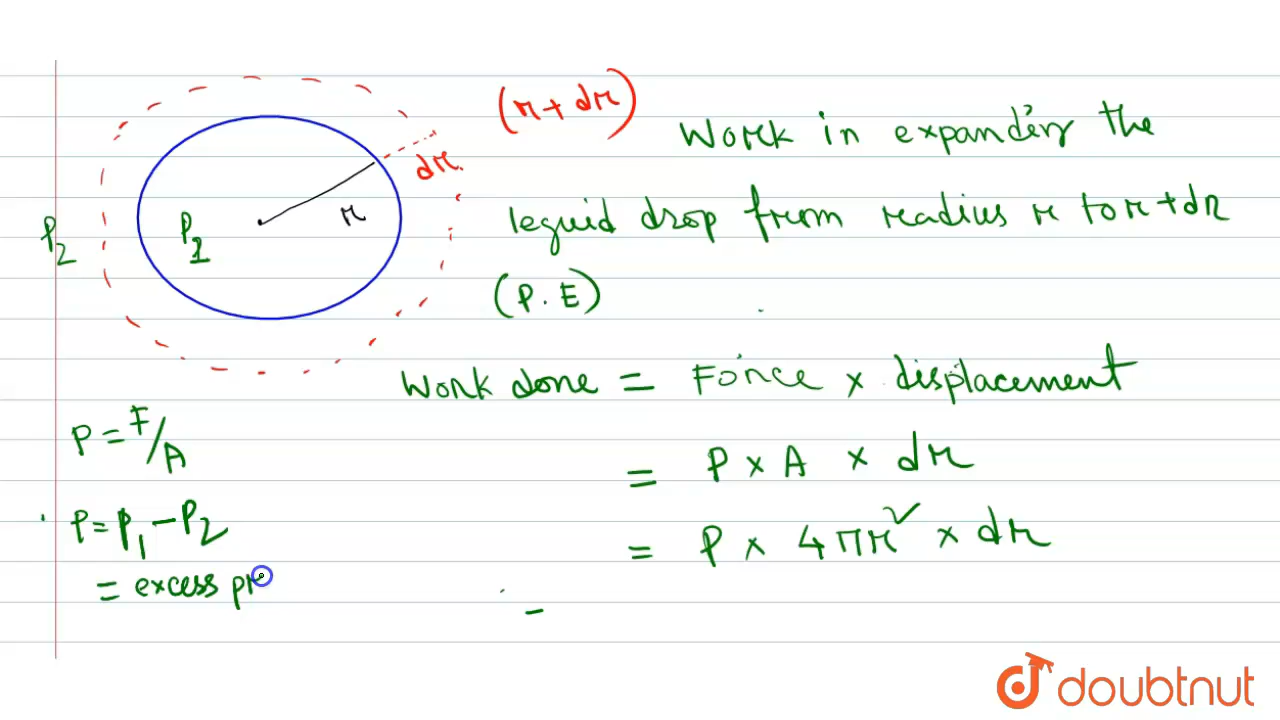 (r + dr)
Work in expanding the
dr.
P2
P1
r
liquid drop from radius r to r + dr
(P.E)
Work done = Force × displacement
P = F/A
= P × A × dr
P = P1 - P2
= P × 4πr² × dr
= excess pr
=
doubtnut